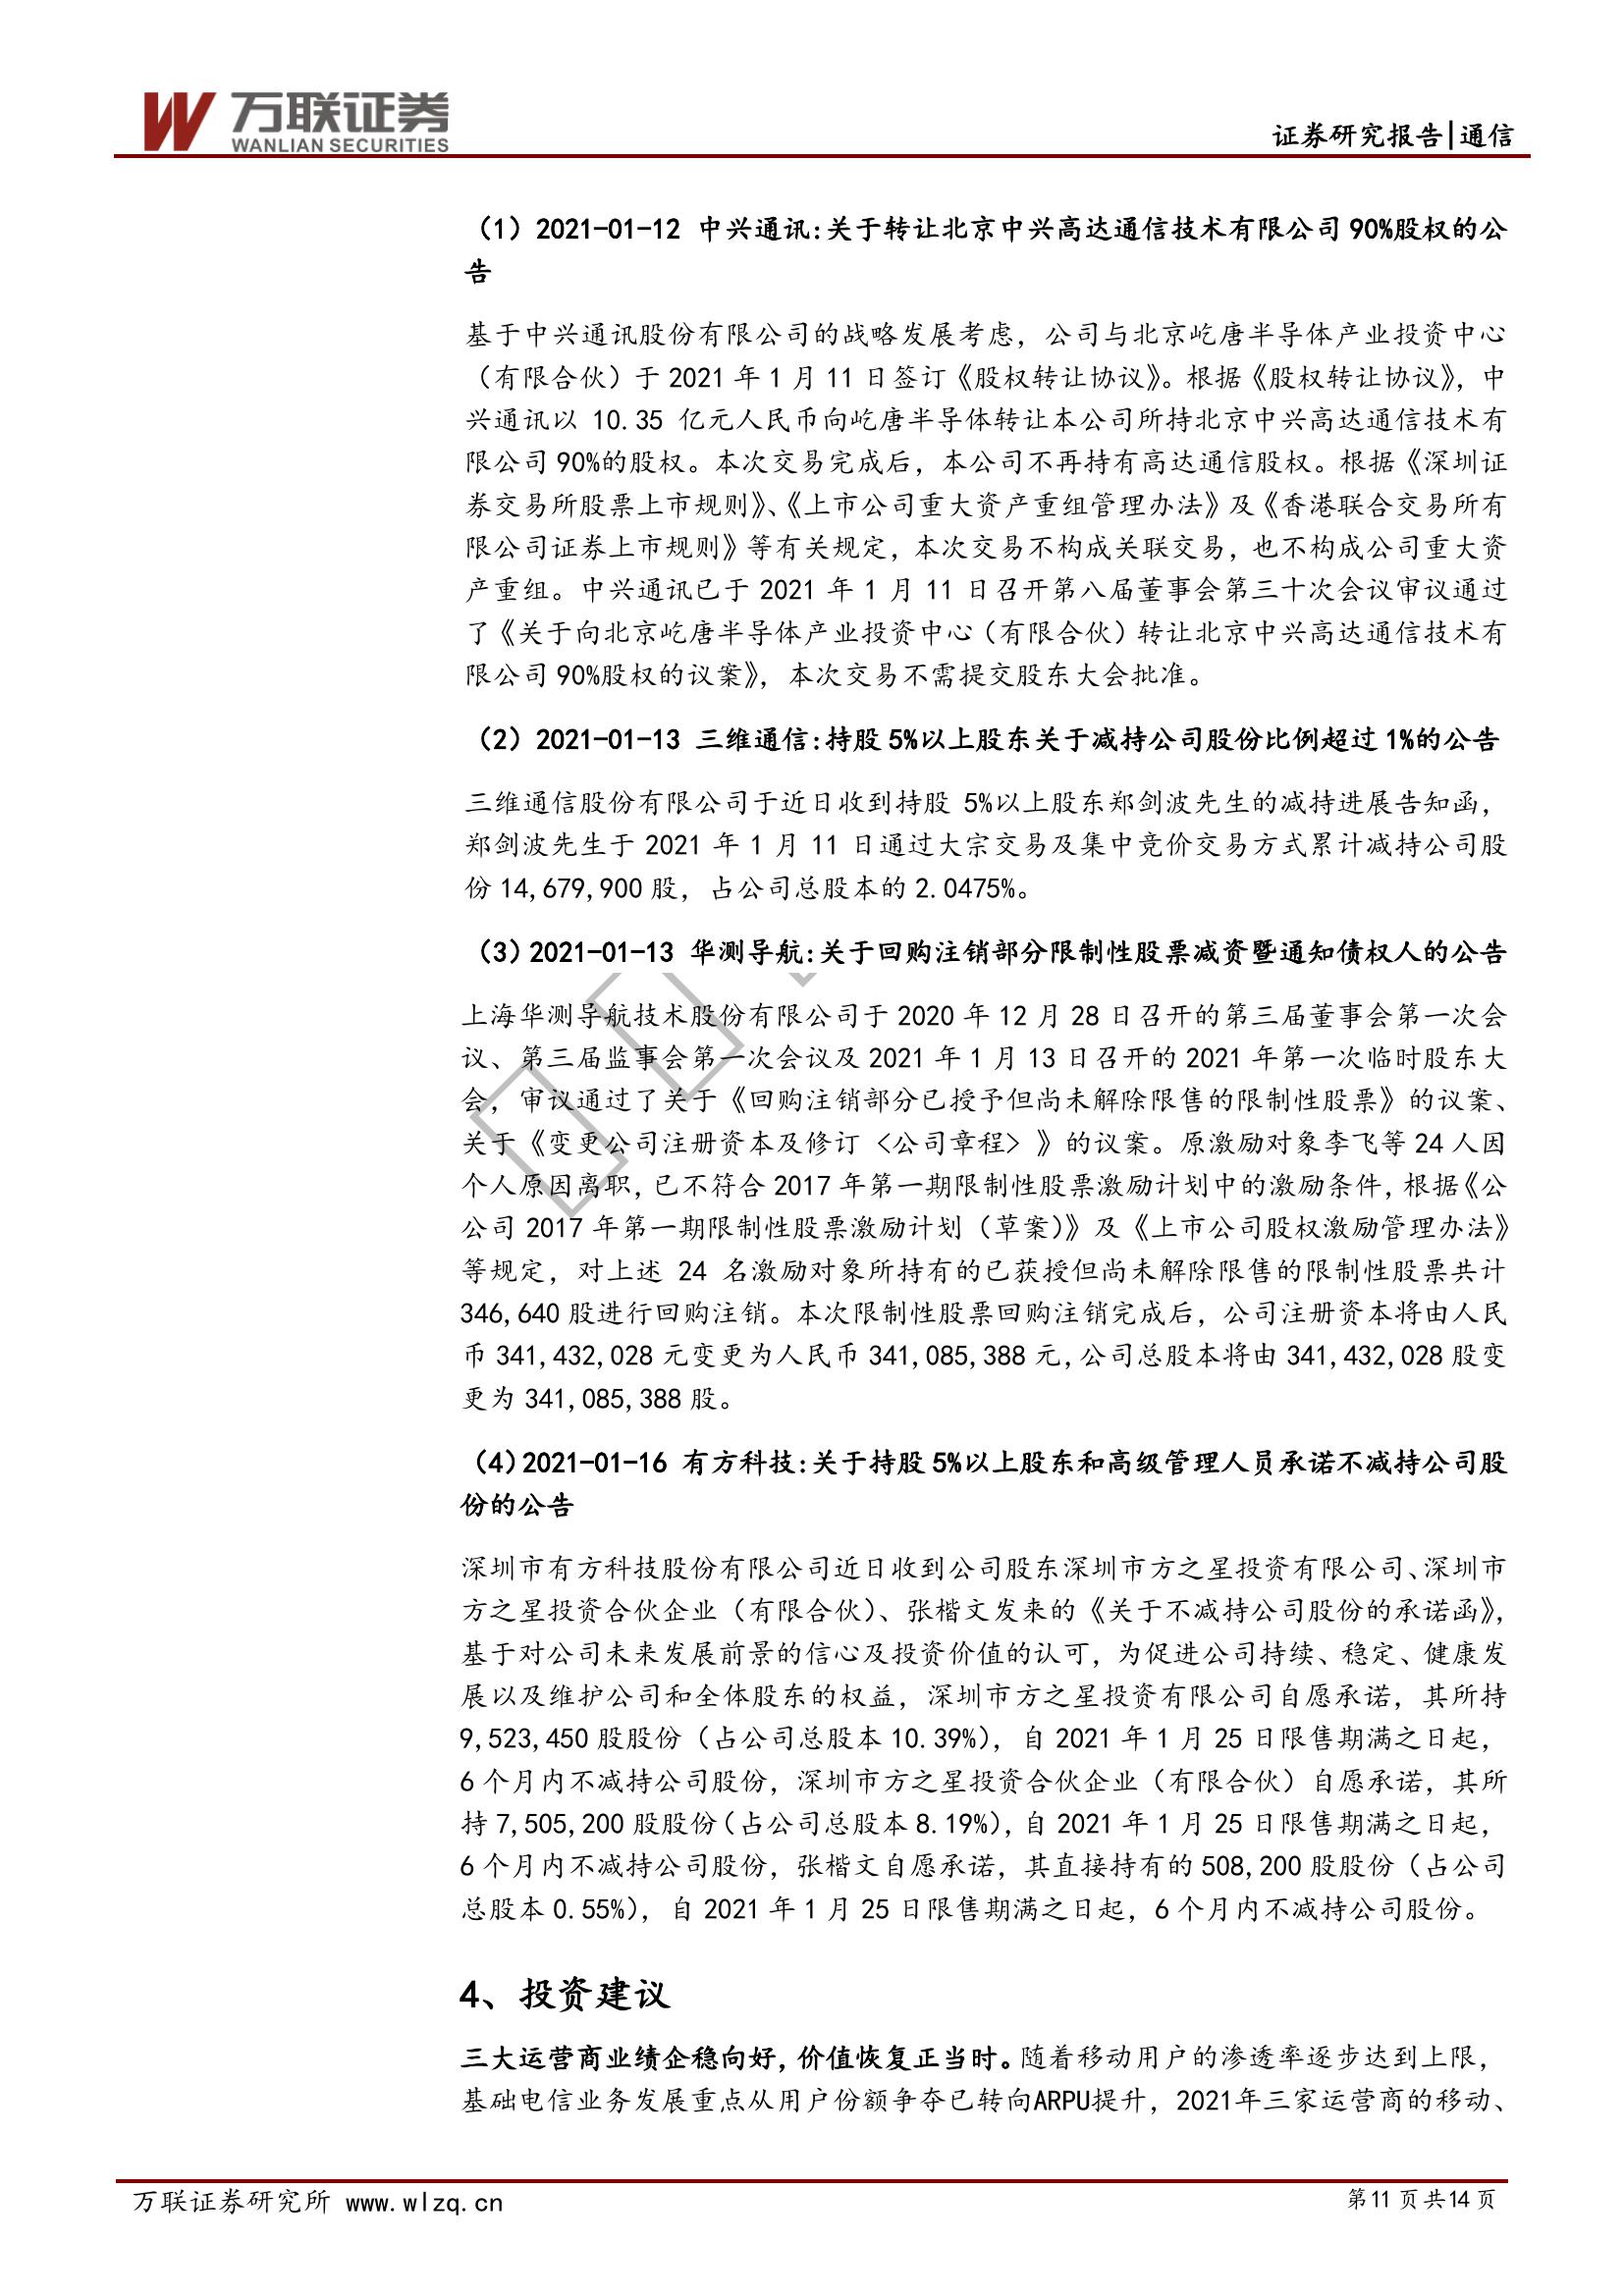 万联证券
WANLIAN SECURITIES
证券研究报告|通信
（1）2021-01-12 中兴通讯:关于转让北京中兴高达通信技术有限公司 90%股权的公
告
基于中兴通讯股份有限公司的战略发展考虑，公司与北京屹唐半导体产业投资中心
（有限合伙）于 2021 年 1 月 11 日签订《股权转让协议》。根据《股权转让协议》，中
兴通讯以 10.35 亿元人民币向屹唐半导体转让本公司所持北京中兴高达通信技术有
限公司 90%的股权。本次交易完成后，本公司不再持有高达通信股权。根据《深圳证
券交易所股票上市规则》、《上市公司重大资产重组管理办法》及《香港联合交易所有
限公司证券上市规则》等有关规定，本次交易不构成关联交易，也不构成公司重大资
产重组。中兴通讯已于 2021 年 1 月 11 日召开第八届董事会第三十次会议审议通过
了《关于向北京屹唐半导体产业投资中心（有限合伙）转让北京中兴高达通信技术有
限公司 90%股权的议案》，本次交易不需提交股东大会批准。
（2）2021-01-13 三维通信:持股 5%以上股东关于减持公司股份比例超过 1%的公告
三维通信股份有限公司于近日收到持股 5%以上股东郑剑波先生的减持进展告知函，
郑剑波先生于 2021 年 1 月 11 日通过大宗交易及集中竞价交易方式累计减持公司股
份 14,679,900 股，占公司总股本的 2.0475%。
（3）2021-01-13 华测导航:关于回购注销部分限制性股票减资暨通知债权人的公告
上海华测导航技术股份有限公司于 2020 年 12 月 28 日召开的第三届董事会第一次会
议、第三届监事会第一次会议及 2021 年 1 月 13 日召开的 2021 年第一次临时股东大
会，审议通过了关于《回购注销部分已授予但尚未解除限售的限制性股票》的议案、
关于《变更公司注册资本及修订〈公司章程〉》的议案。原激励对象李飞等 24 人因
个人原因离职，已不符合 2017 年第一期限制性股票激励计划中的激励条件，根据《公
公司 2017 年第一期限制性股票激励计划（草案）》及《上市公司股权激励管理办法》
等规定，对上述 24 名激励对象所持有的已获授但尚未解除限售的限制性股票共计
346,640 股进行回购注销。本次限制性股票回购注销完成后，公司注册资本将由人民
币 341,432,028 元变更为人民币 341,085,388 元,公司总股本将由 341,432,028 股变
更为 341,085,388 股。
（4）2021-01-16 有方科技:关于持股 5%以上股东和高级管理人员承诺不减持公司股
份的公告
深圳市有方科技股份有限公司近日收到公司股东深圳市方之星投资有限公司、深圳市
方之星投资合伙企业（有限合伙）、张楷文发来的《关于不减持公司股份的承诺函》，
基于对公司未来发展前景的信心及投资价值的认可，为促进公司持续、稳定、健康发
展以及维护公司和全体股东的权益，深圳市方之星投资有限公司自愿承诺，其所持
9,523,450 股股份（占公司总股本 10.39%），自 2021 年 1 月 25 日限售期满之日起，
6 个月内不减持公司股份，深圳市方之星投资合伙企业（有限合伙）自愿承诺，其所
持 7,505,200 股股份（占公司总股本 8.19%），自 2021 年 1 月 25 日限售期满之日起，
6 个月内不减持公司股份，张楷文自愿承诺，其直接持有的 508,200 股股份（占公司
总股本 0.55%），自 2021 年 1 月 25 日限售期满之日起，6 个月内不减持公司股份。
4、投资建议
三大运营商业绩企稳向好，价值恢复正当时。随着移动用户的渗透率逐步达到上限，
基础电信业务发展重点从用户份额争夺已转向ARPU提升，2021年三家运营商的移动、
万联证券研究所 www.wlzq.cn
第 11 页 共 14 页